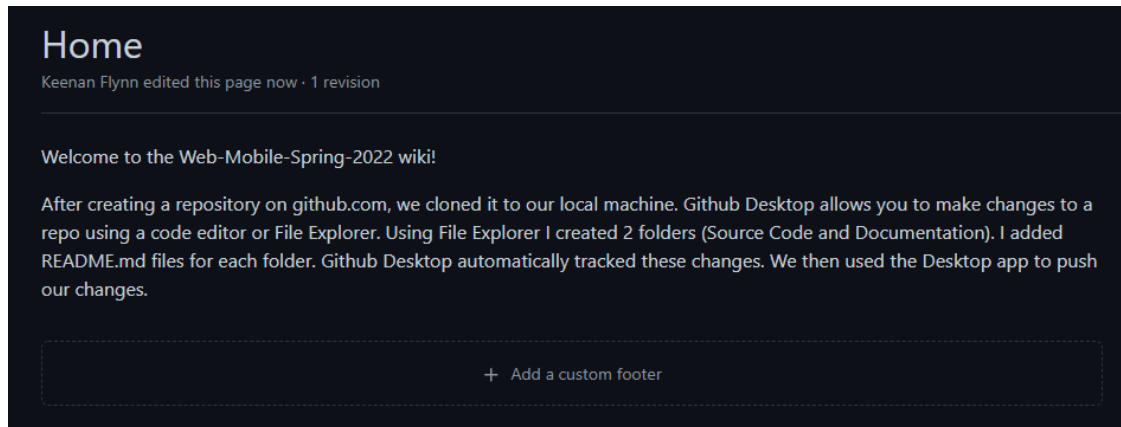 Home
Keenan Flynn edited this page now · 1 revision
Welcome to the Web-Mobile-Spring-2022 wiki!
After creating a repository on github.com, we cloned it to our local machine. Github Desktop allows you to make changes to a
repo using a code editor or File Explorer. Using File Explorer I created 2 folders (Source Code and Documentation). I added
README.md files for each folder. Github Desktop automatically tracked these changes. We then used the Desktop app to push
our changes.
+ Add a custom footer